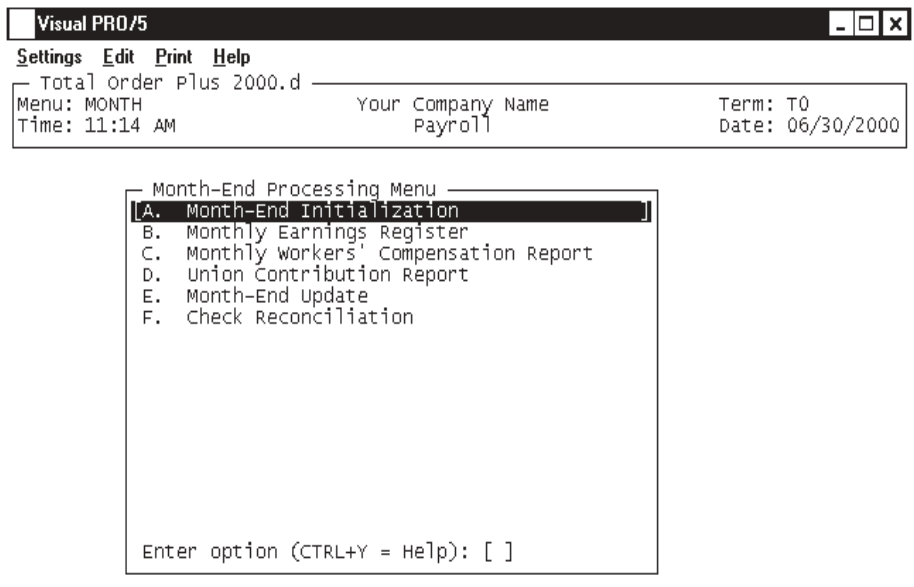 Visual PRO/5
Settings Edit Print Help
Total Order Plus 2000.d
Menu: MONTH Your Company Name Term: T0
Time: 11:14 AM Payroll Date: 06/30/2000
Month-End Processing Menu
[A. Month-End Initialization ]
B. Monthly Earnings Register
C. Monthly Workers' Compensation Report
D. Union Contribution Report
E. Month-End Update
F. Check Reconciliation
Enter option (CTRL+Y = Help): [ ]